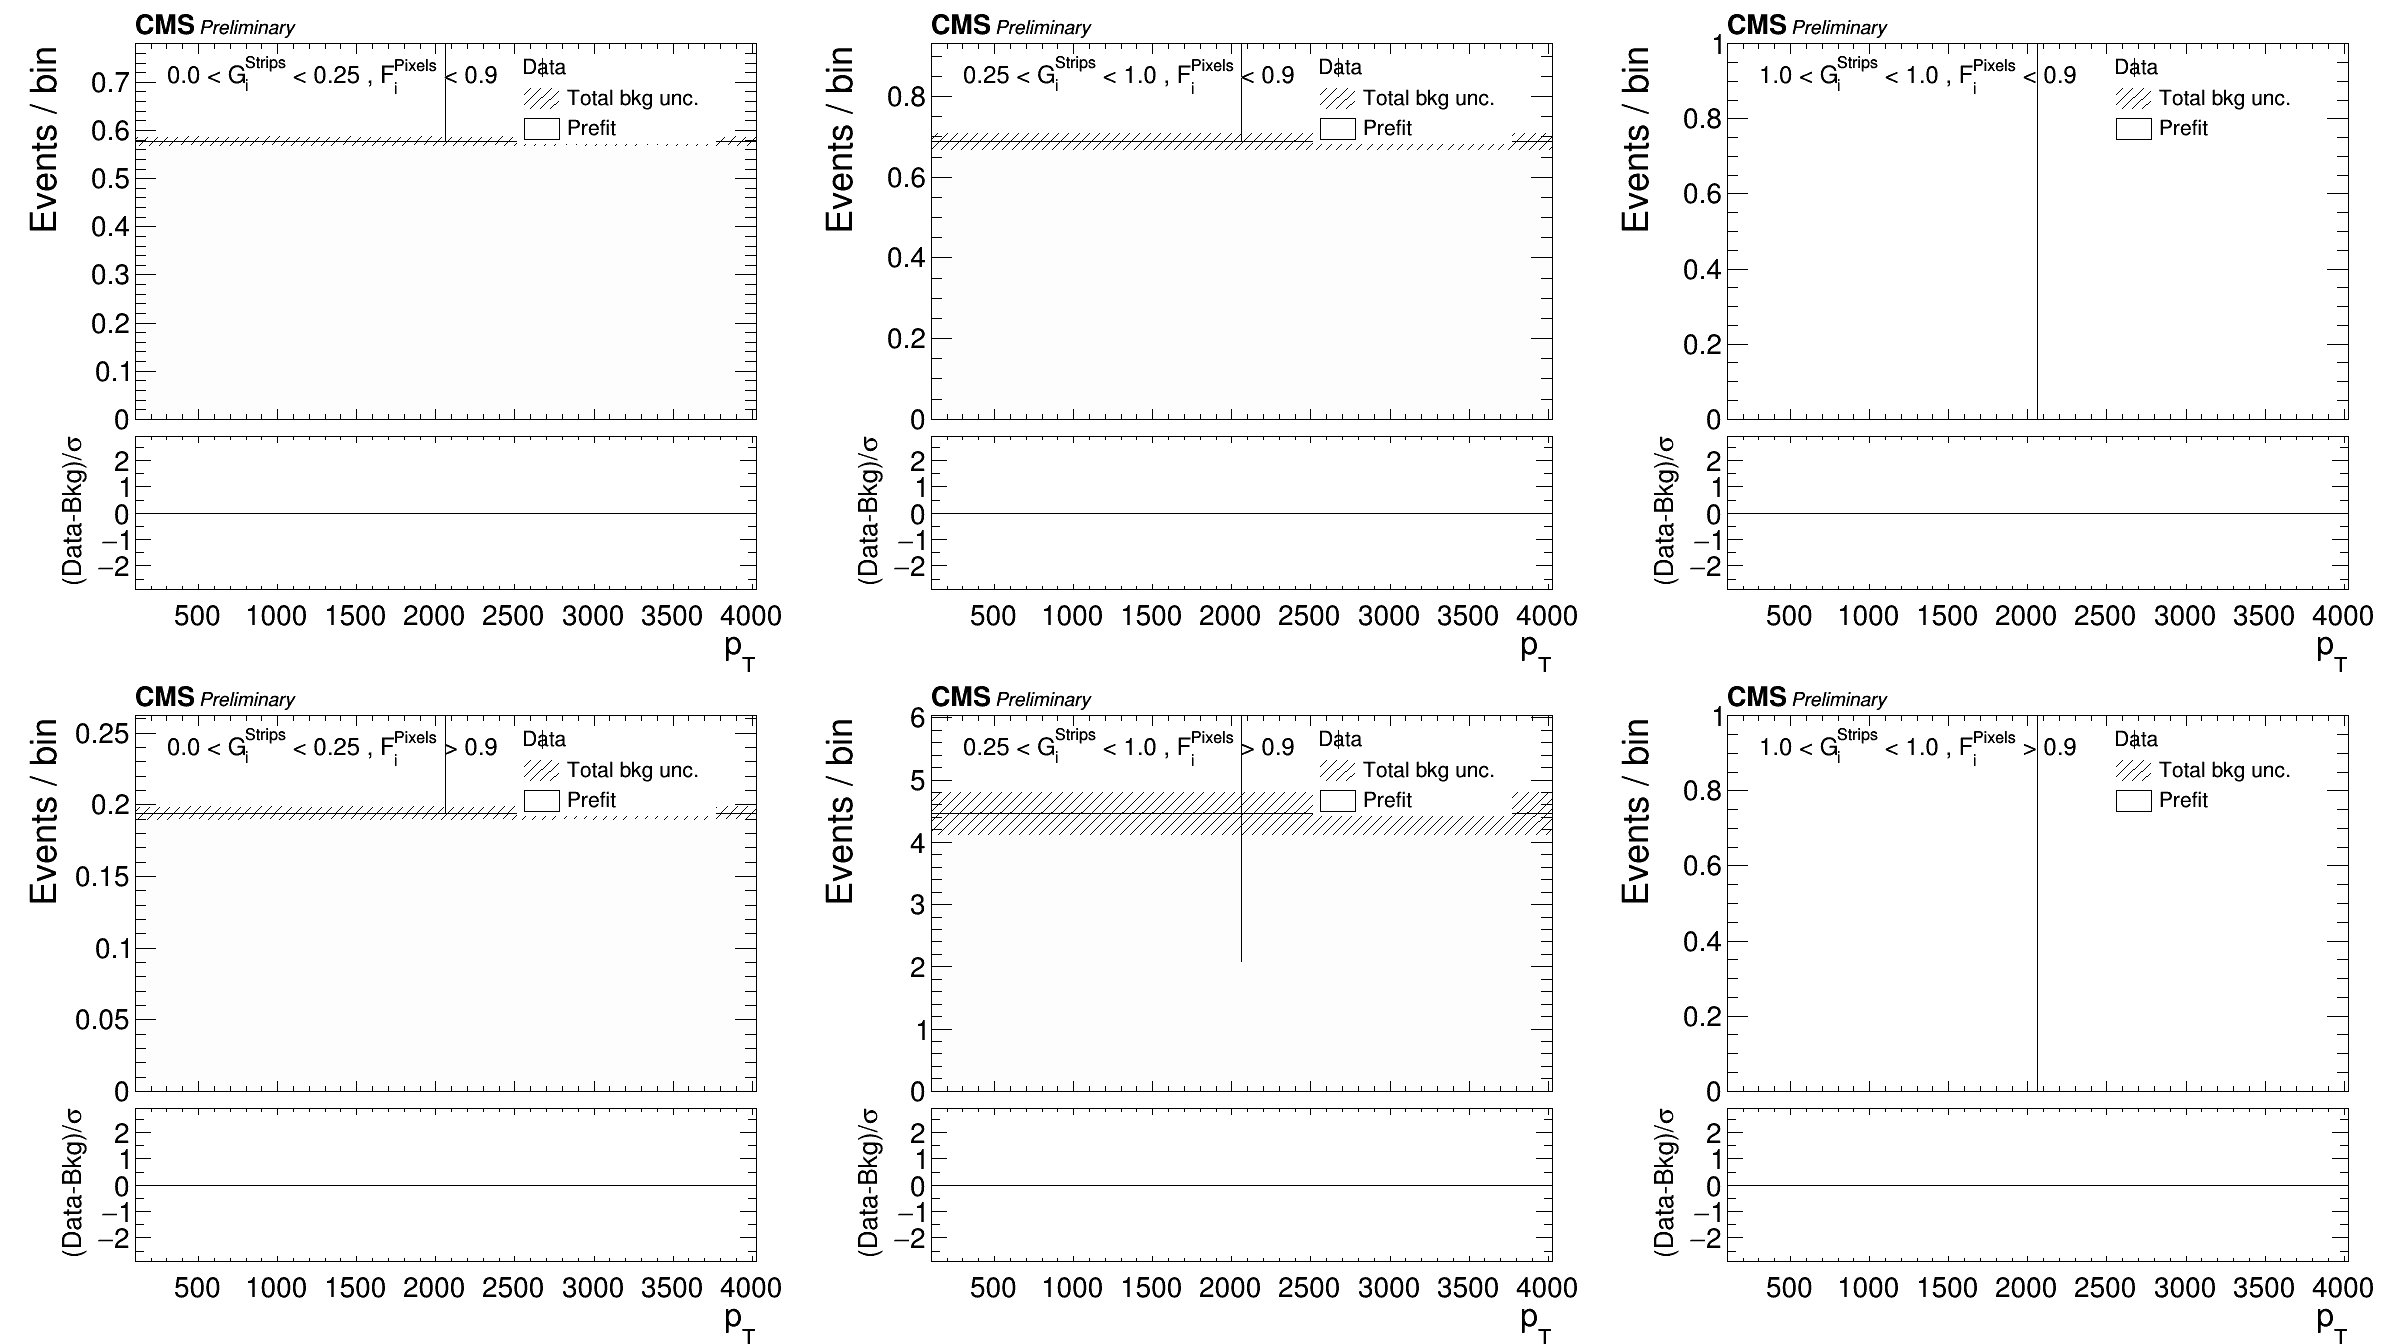 CMS Preliminary
Events / bin
0.0 < G_i^Strips < 0.25 , F_i^Pixels < 0.9
Data
Total bkg unc.
Prefit
0.7
0.6
0.5
0.4
0.3
0.2
0.1
0
(Data-Bkg)/σ
2
1
0
−1
−2
500 1000 1500 2000 2500 3000 3500 4000
p_T
CMS Preliminary
Events / bin
0.25 < G_i^Strips < 1.0 , F_i^Pixels < 0.9
Data
Total bkg unc.
Prefit
0.8
0.6
0.4
0.2
0
(Data-Bkg)/σ
2
1
0
−1
−2
500 1000 1500 2000 2500 3000 3500 4000
p_T
CMS Preliminary
Events / bin
1.0 < G_i^Strips < 1.0 , F_i^Pixels < 0.9
Data
Total bkg unc.
Prefit
1
0.8
0.6
0.4
0.2
0
(Data-Bkg)/σ
2
1
0
−1
−2
500 1000 1500 2000 2500 3000 3500 4000
p_T
CMS Preliminary
Events / bin
0.0 < G_i^Strips < 0.25 , F_i^Pixels > 0.9
Data
Total bkg unc.
Prefit
0.25
0.2
0.15
0.1
0.05
0
(Data-Bkg)/σ
2
1
0
−1
−2
500 1000 1500 2000 2500 3000 3500 4000
p_T
CMS Preliminary
Events / bin
0.25 < G_i^Strips < 1.0 , F_i^Pixels > 0.9
Data
Total bkg unc.
Prefit
6
5
4
3
2
1
0
(Data-Bkg)/σ
2
1
0
−1
−2
500 1000 1500 2000 2500 3000 3500 4000
p_T
CMS Preliminary
Events / bin
1.0 < G_i^Strips < 1.0 , F_i^Pixels > 0.9
Data
Total bkg unc.
Prefit
1
0.8
0.6
0.4
0.2
0
(Data-Bkg)/σ
2
1
0
−1
−2
500 1000 1500 2000 2500 3000 3500 4000
p_T